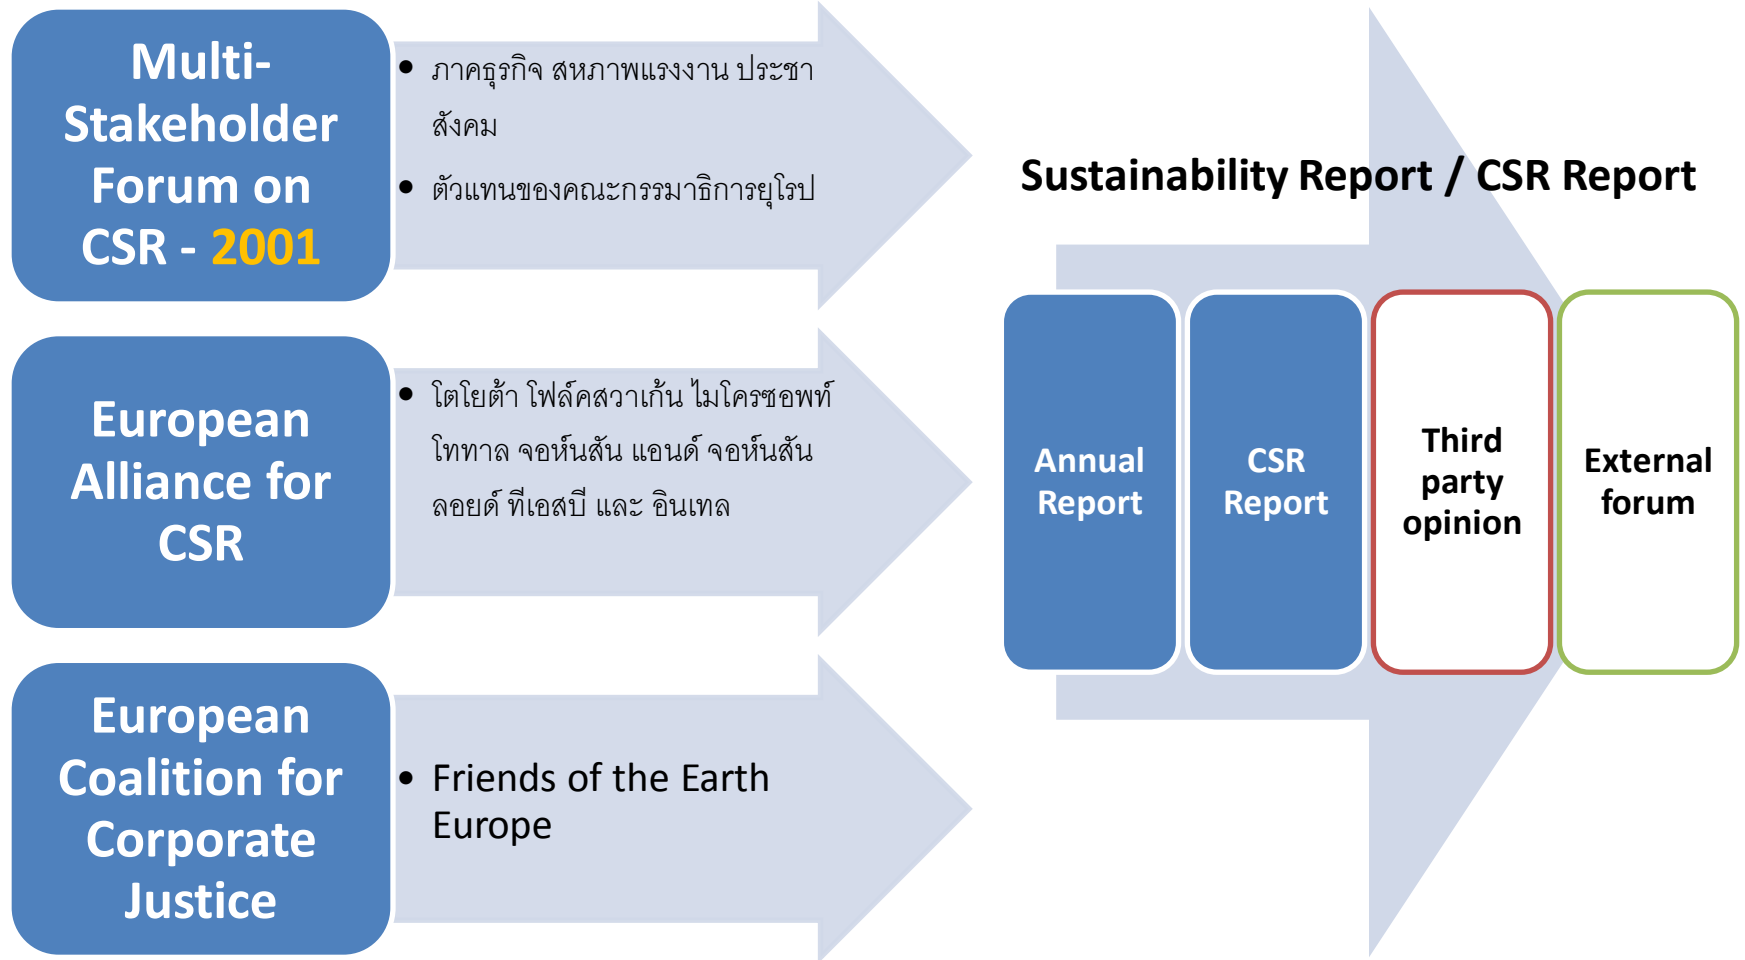 Multi-
Stakeholder
Forum on
CSR - 2001
• ภาคธุรกิจ สหภาพแรงงาน ประชา
สังคม
• ตัวแทนของคณะกรรมาธิการยุโรป
European
Alliance for
CSR
• โตโยต้า โฟล์คสวาเก้น ไมโครซอพท์
โททาล จอห์นสัน แอนด์ จอห์นสัน
ลอยด์ ทีเอสบี และ อินเทล
European
Coalition for
Corporate
Justice
• Friends of the Earth
Europe
Sustainability Report / CSR Report
Annual
Report
CSR
Report
Third
party
opinion
External
forum